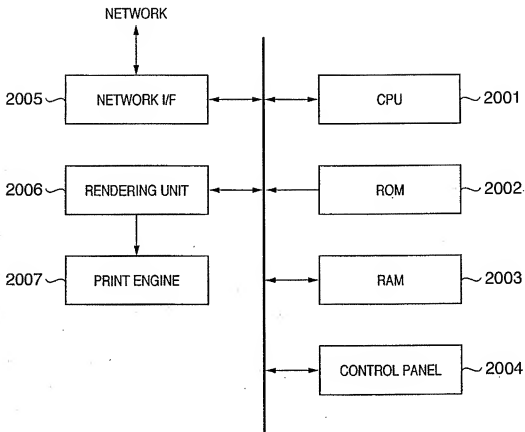 NETWORK
2005
NETWORK I/F
CPU
2001
2006
RENDERING UNIT
ROM
2002
2007
PRINT ENGINE
RAM
2003
CONTROL PANEL
2004